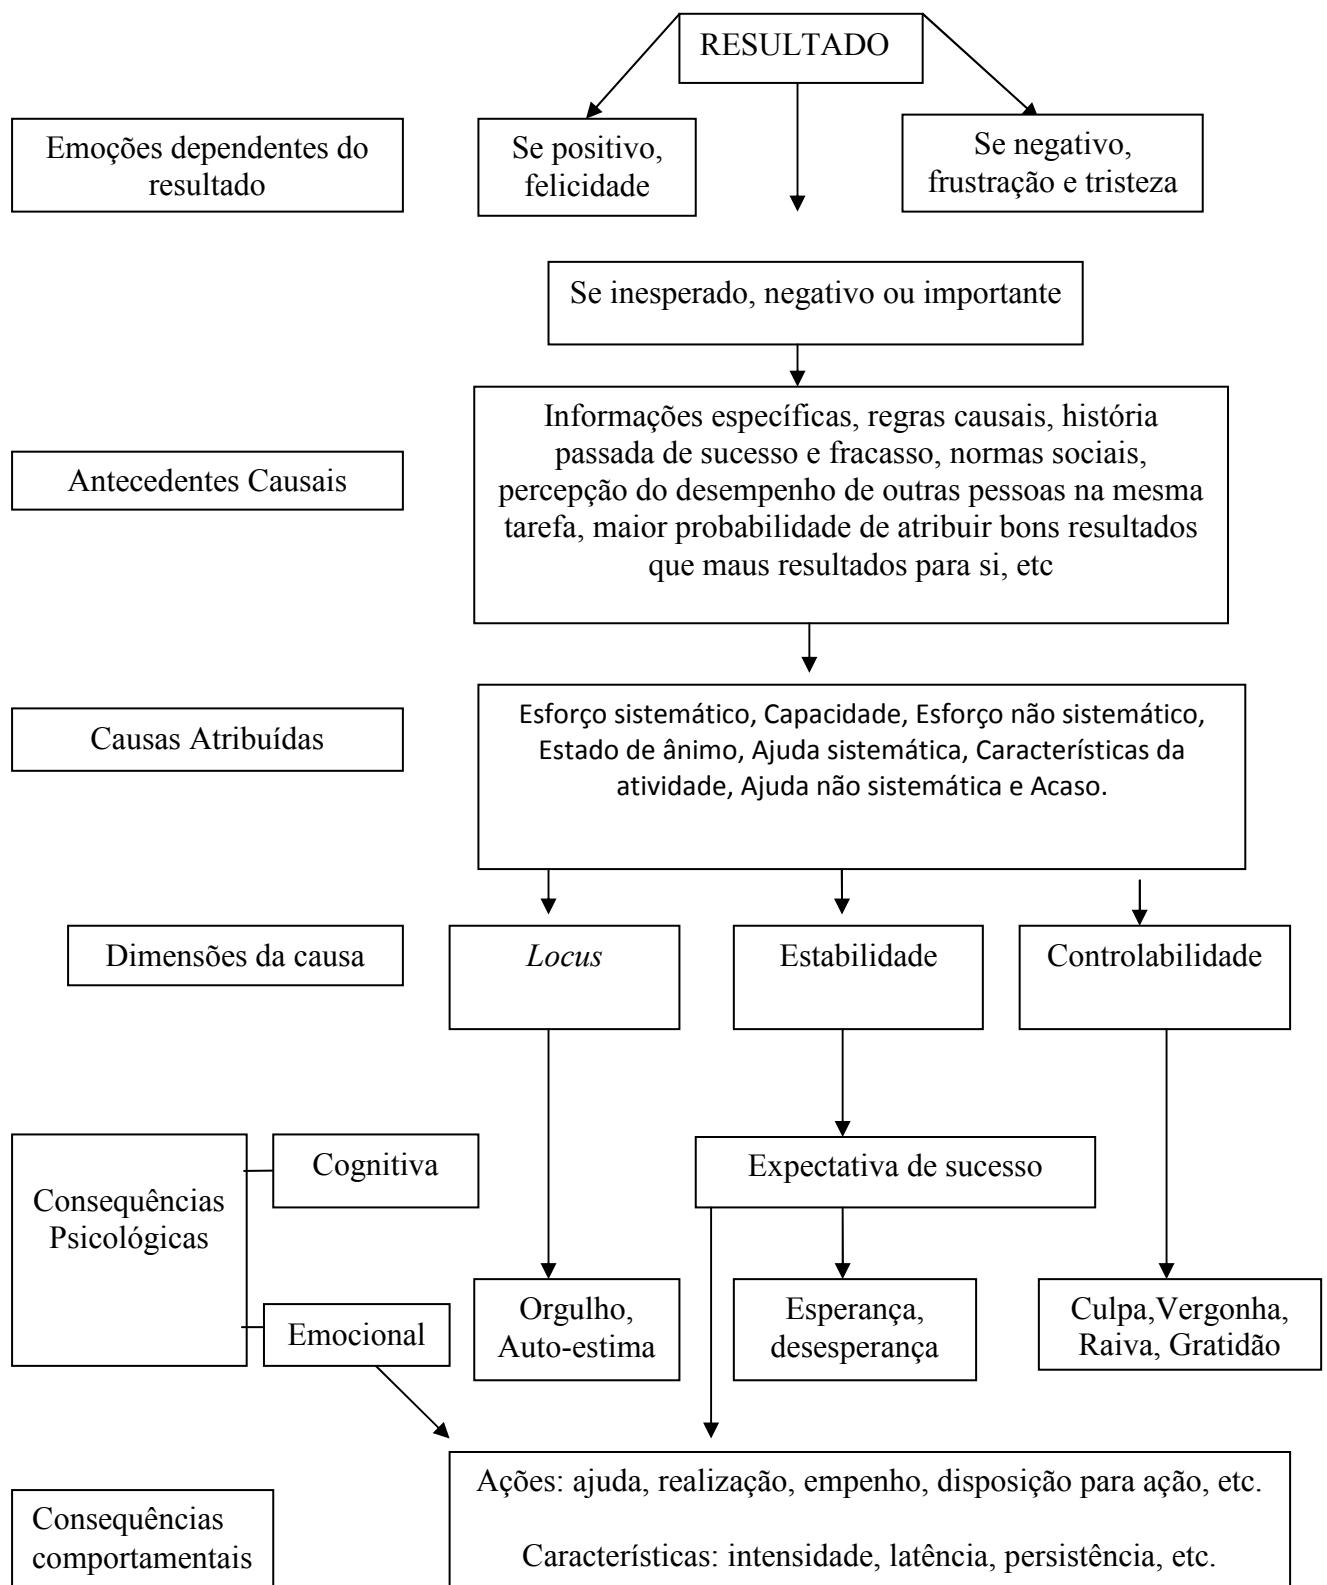 RESULTADO
Emoções dependentes do
resultado
Se positivo,
felicidade
Se negativo,
frustração e tristeza
Se inesperado, negativo ou importante
Antecedentes Causais
Informações específicas, regras causais, história
passada de sucesso e fracasso, normas sociais,
percepção do desempenho de outras pessoas na mesma
tarefa, maior probabilidade de atribuir bons resultados
que maus resultados para si, etc
Causas Atribuídas
Esforço sistemático, Capacidade, Esforço não sistemático,
Estado de ânimo, Ajuda sistemática, Características da
atividade, Ajuda não sistemática e Acaso.
Dimensões da causa
Locus
Estabilidade
Controlabilidade
Consequências
Psicológicas
Cognitiva
Expectativa de sucesso
Emocional
Orgulho,
Auto-estima
Esperança,
desesperança
Culpa,Vergonha,
Raiva, Gratidão
Consequências
comportamentais
Ações: ajuda, realização, empenho, disposição para ação, etc.
Características: intensidade, latência, persistência, etc.